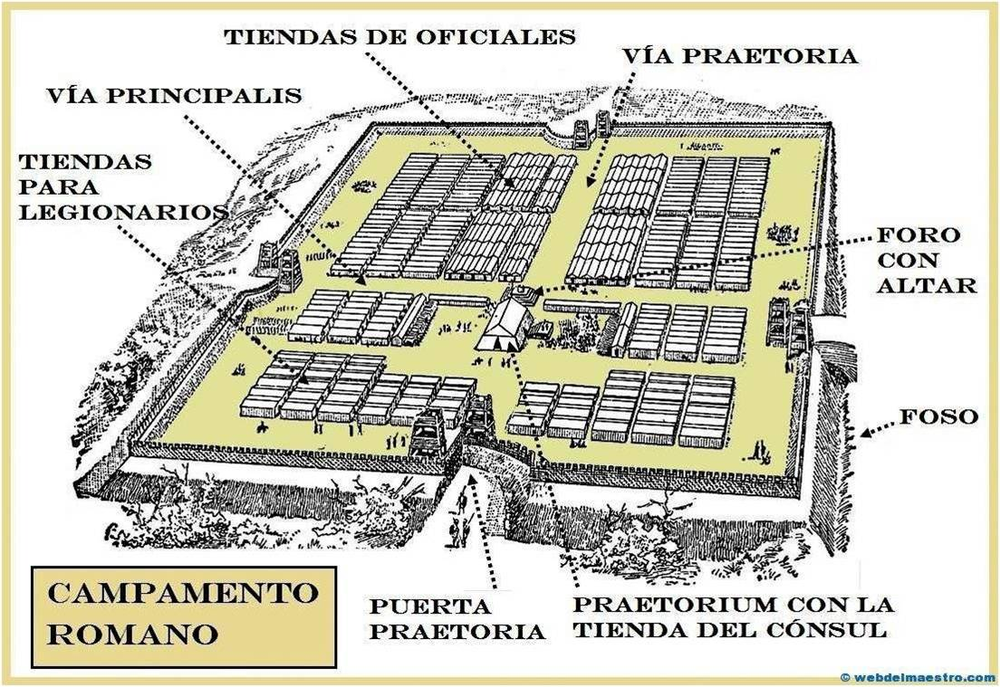 TIENDAS DE OFICIALES
VÍA PRAETORIA
VÍA PRINCIPALIS
TIENDAS
PARA
LEGIONARIOS
FORO
CON
ALTAR
FOSO
CAMPAMENTO
ROMANO
PUERTA
PRAETORIA
PRAETORIUM CON LA
TIENDA DEL CÓNSUL
© webdelmaestro.com